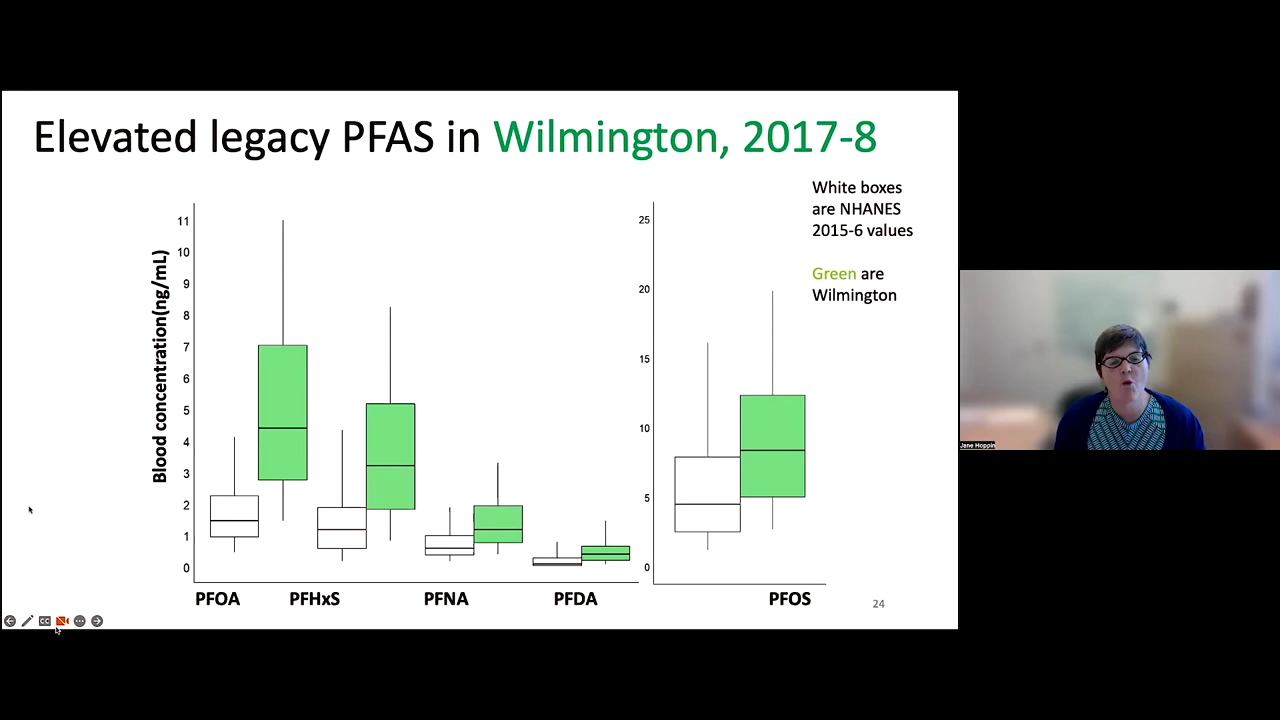 Elevated legacy PFAS in Wilmington, 2017-8
White boxes
are NHANES
2015-6 values
Green are
Wilmington
Blood concentration(ng/mL)
11
10
9
8
7
6
5
4
3
2
1
0
25
20
15
10
5
0
PFOA
PFHxS
PFNA
PFDA
PFOS
24
CC
Jane Hoppin